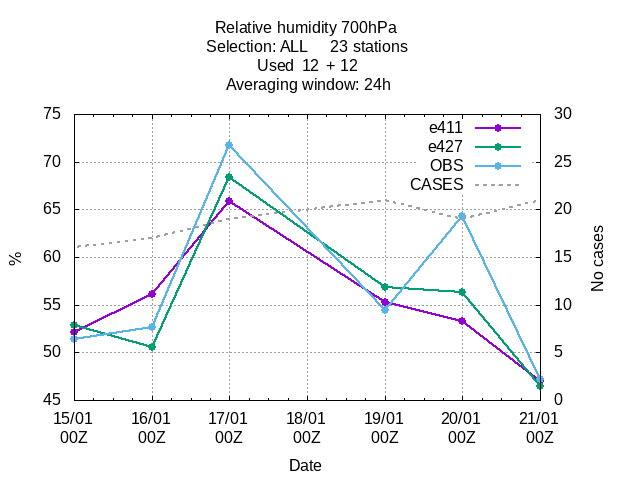 Relative humidity 700hPa
Selection: ALL 23 stations
Used 12 + 12
Averaging window: 24h
75 30
e411
e427
70 25
OBS
CASES
65 20
60 15
%
No cases
55 10
50 5
45 0
15/01 16/01 17/01 18/01 19/01 20/01 21/01
00Z 00Z 00Z 00Z 00Z 00Z 00Z
Date